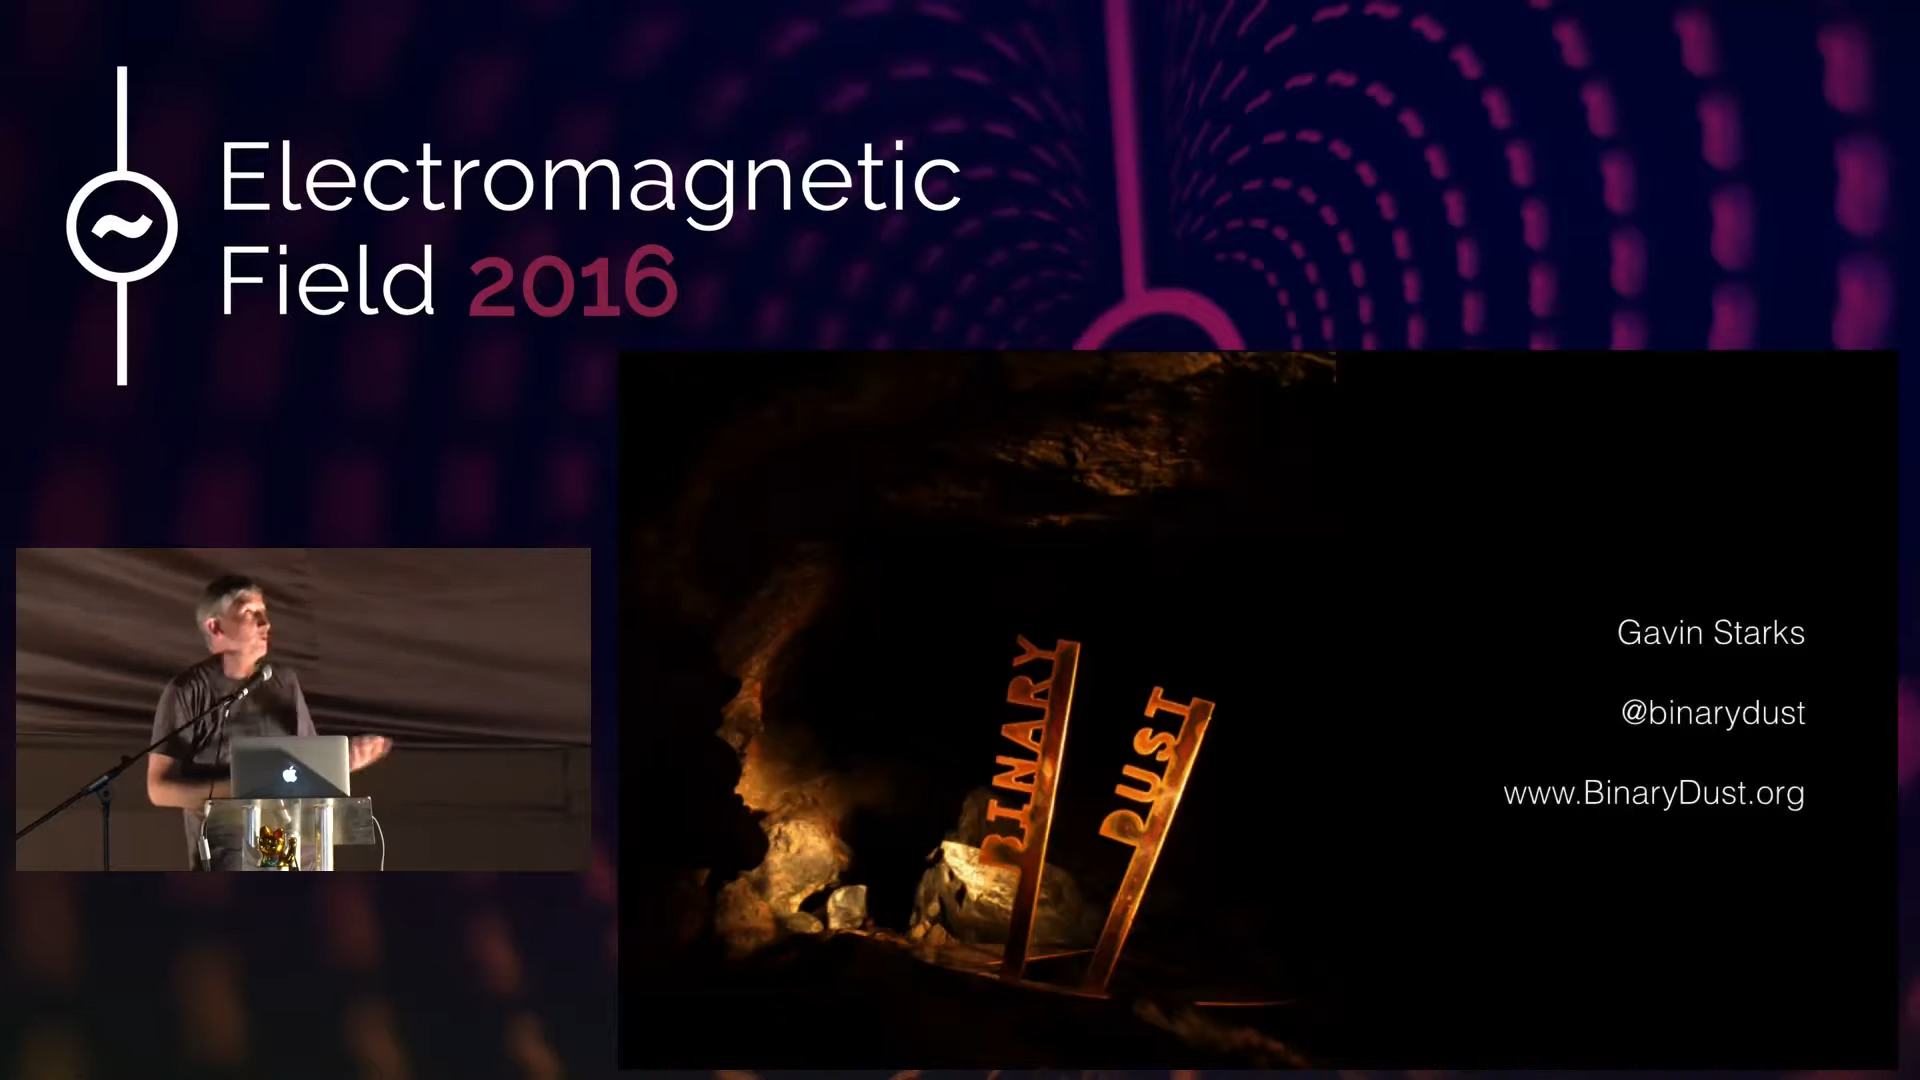 Electromagnetic
Field 2016
BINARY
DUST
Gavin Starks
@binarydust
www.BinaryDust.org